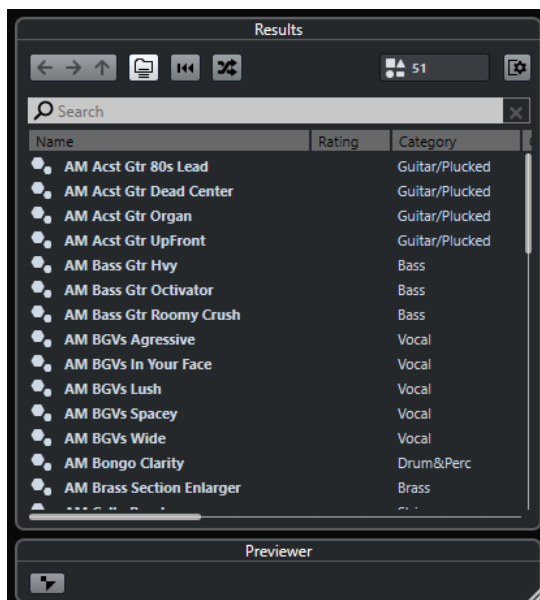 Results
51
Search
Name Rating Category
AM Acst Gtr 80s Lead Guitar/Plucked
AM Acst Gtr Dead Center Guitar/Plucked
AM Acst Gtr Organ Guitar/Plucked
AM Acst Gtr UpFront Guitar/Plucked
AM Bass Gtr Hvy Bass
AM Bass Gtr Octivator Bass
AM Bass Gtr Roomy Crush Bass
AM BGVs Agressive Vocal
AM BGVs In Your Face Vocal
AM BGVs Lush Vocal
AM BGVs Spacey Vocal
AM BGVs Wide Vocal
AM Bongo Clarity Drum&Perc
AM Brass Section Enlarger Brass
Previewer